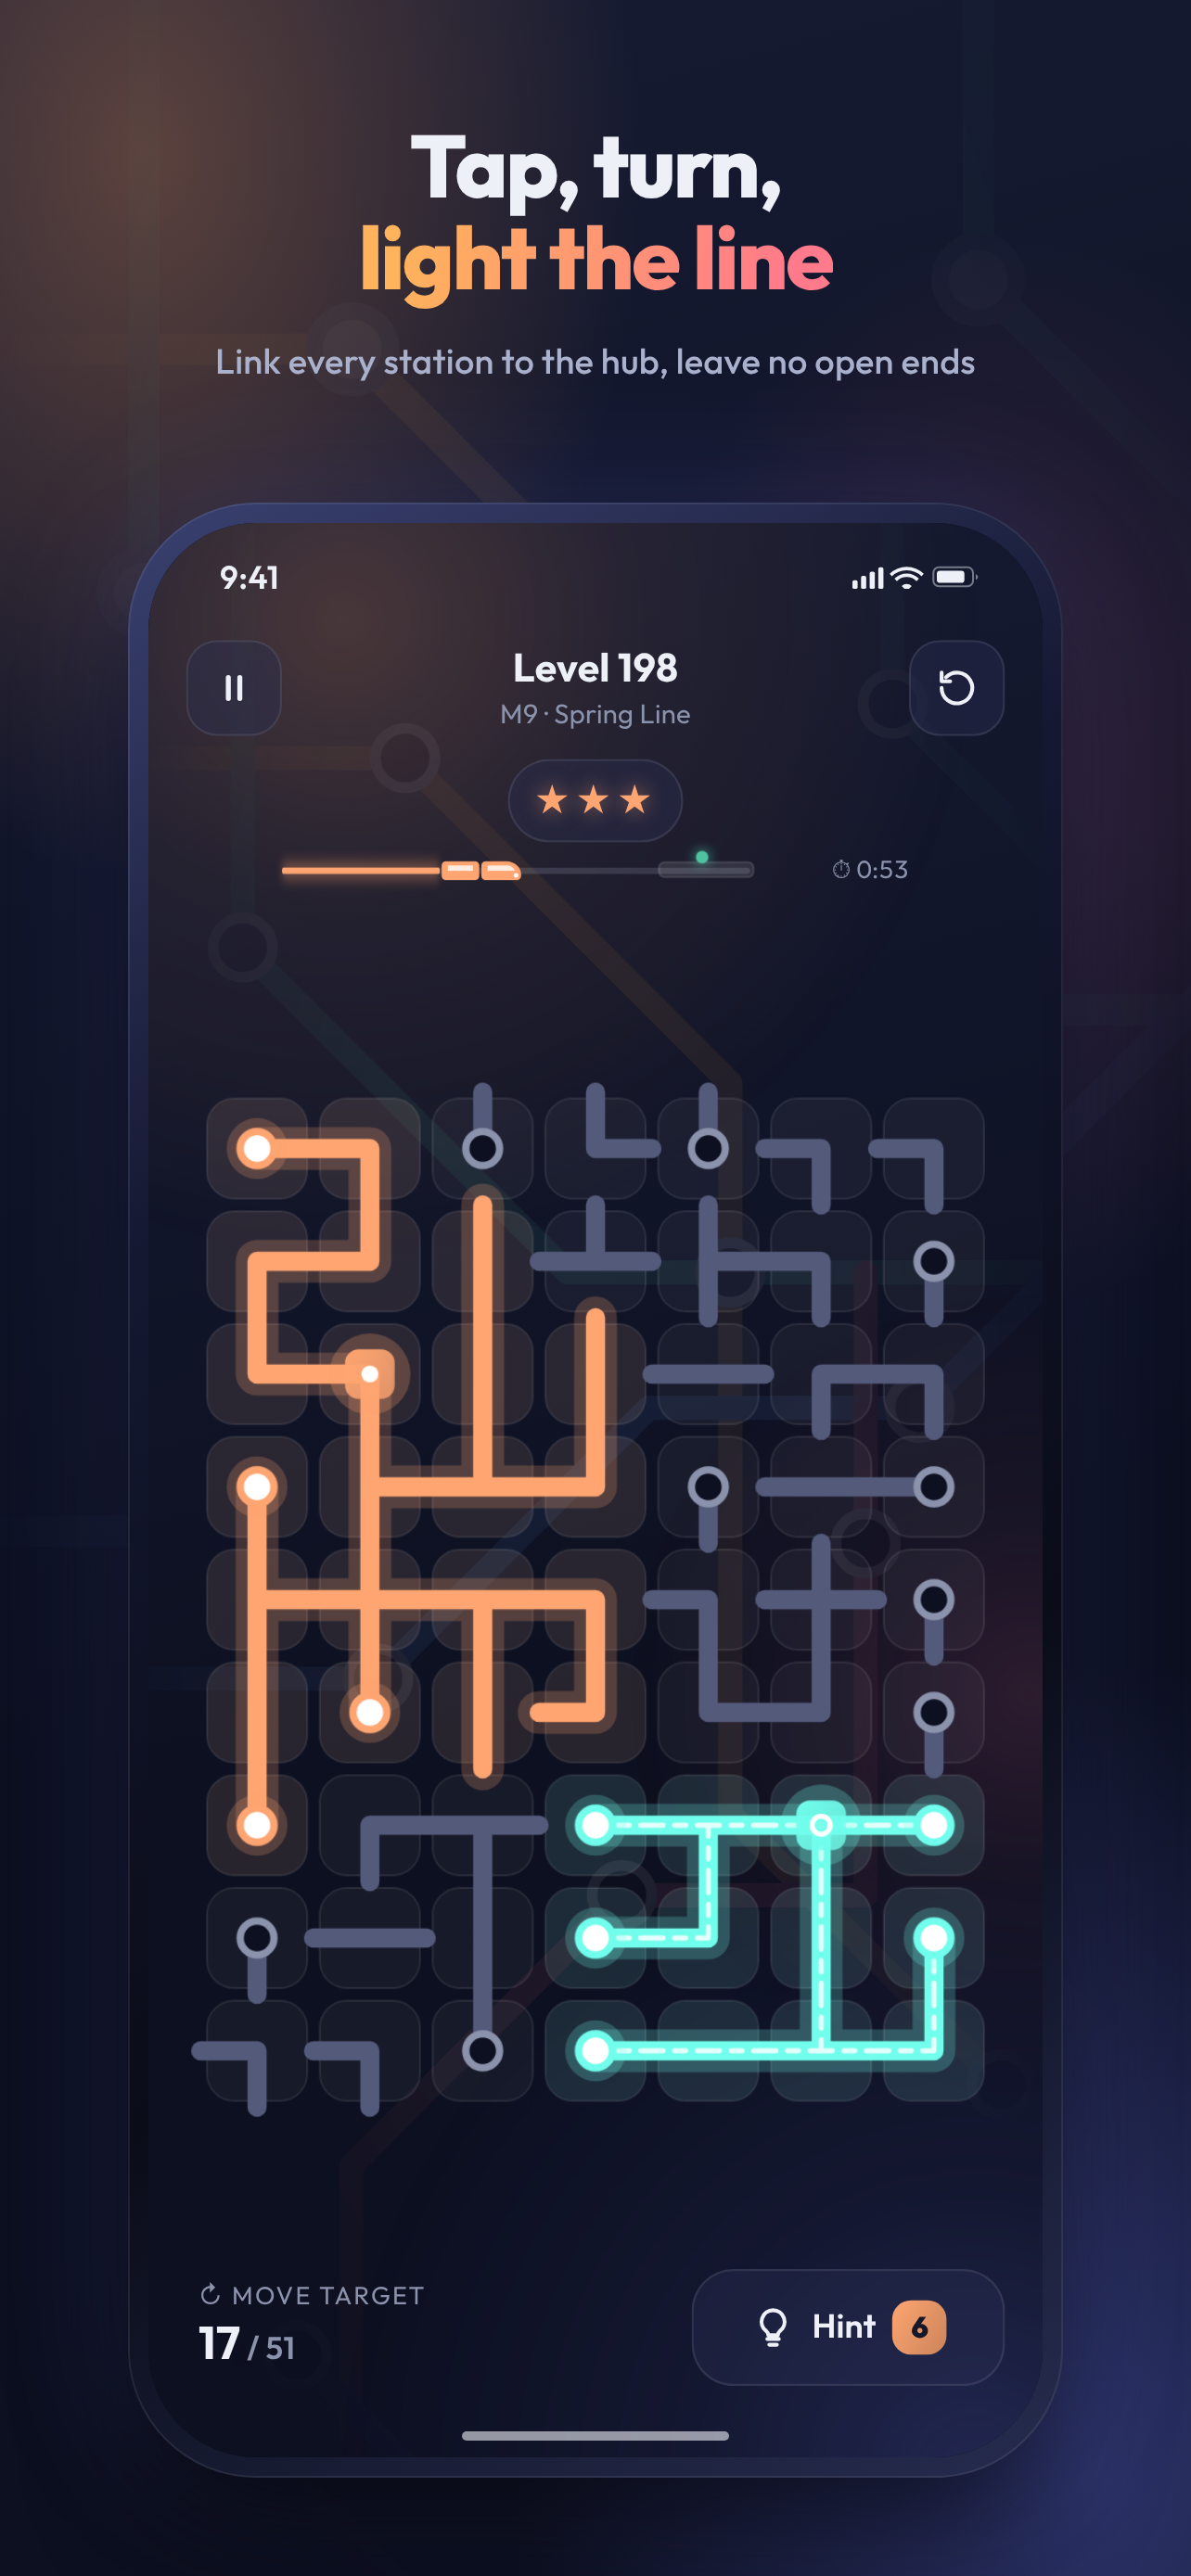 Tap, turn,
light the line
Link every station to the hub, leave no open ends
9:41
Level 198
M9 · Spring Line
★ ★ ★
0:53
MOVE TARGET
17 / 51
Hint 6